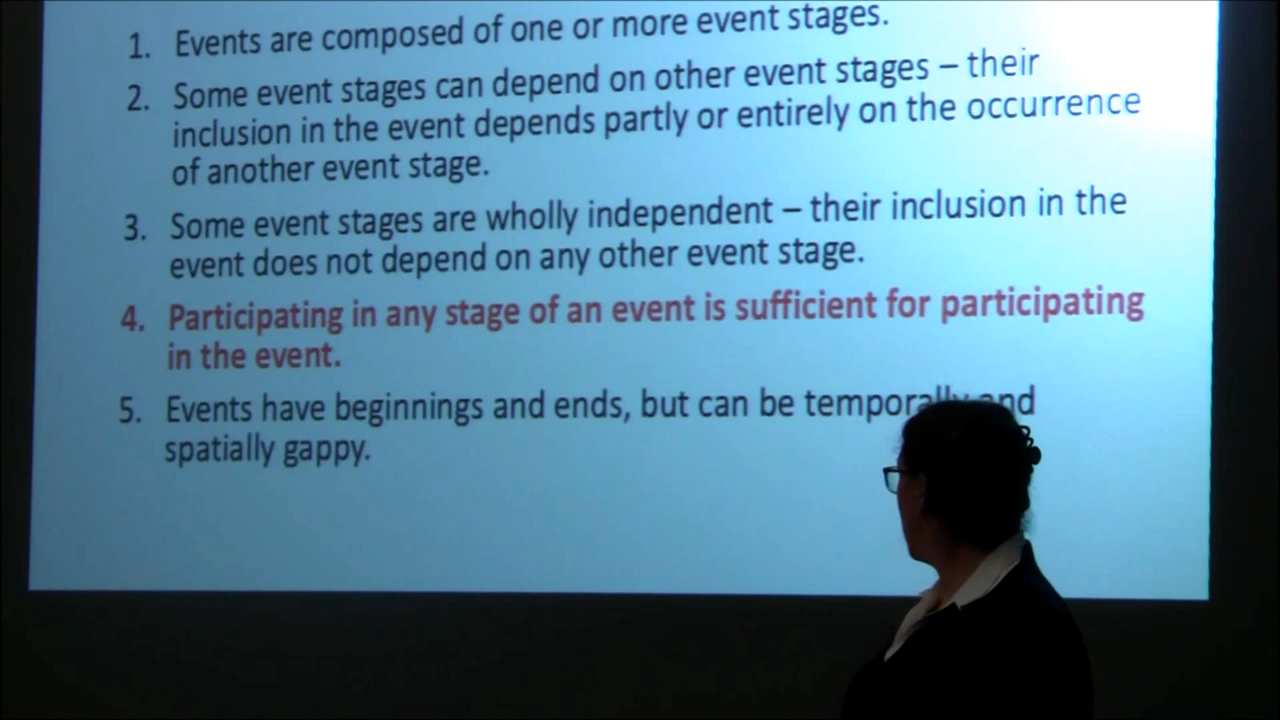 1. Events are composed of one or more event stages.
2. Some event stages can depend on other event stages – their
inclusion in the event depends partly or entirely on the occurrence
of another event stage.
3. Some event stages are wholly independent – their inclusion in the
event does not depend on any other event stage.
4. Participating in any stage of an event is sufficient for participating
in the event.
5. Events have beginnings and ends, but can be temporally and
spatially gappy.